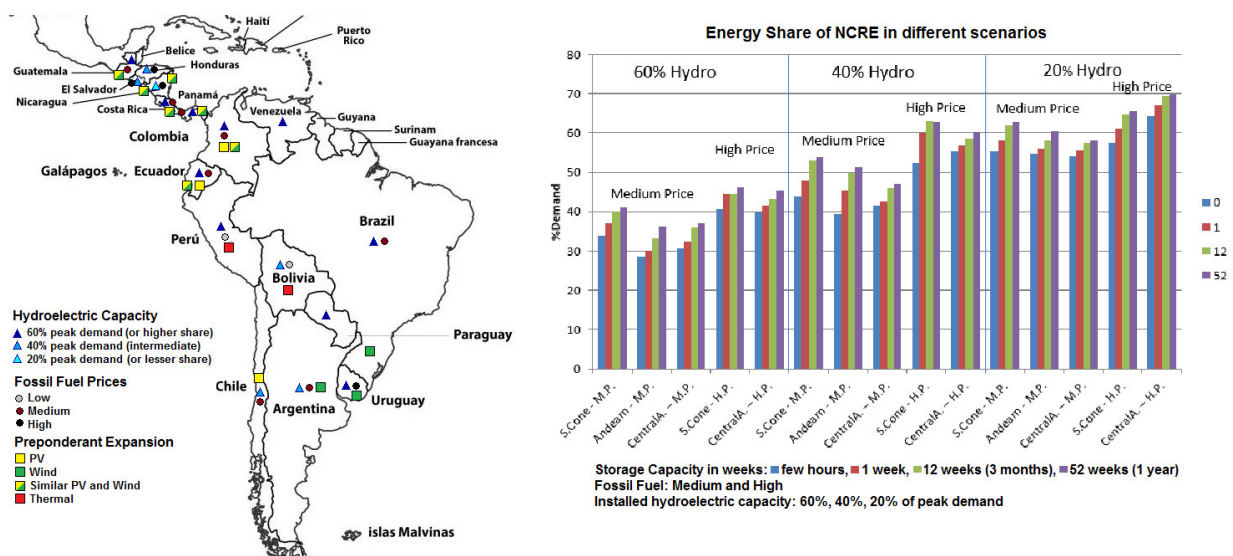 Haití
Puerto
Rico
Belice
Guatemala
Honduras
El Salvador
Nicaragua
Panamá
Costa Rica
Venezuela
Guyana
Surinam
Guayana francesa
Colombia
Galápagos
Ecuador
Brazil
Perú
Bolivia
Paraguay
Chile
Argentina
Uruguay
islas Malvinas
Hydroelectric Capacity
60% peak demand (or higher share)
40% peak demand (intermediate)
20% peak demand (or lesser share)
Fossil Fuel Prices
Low
Medium
High
Preponderant Expansion
PV
Wind
Similar PV and Wind
Thermal
Energy Share of NCRE in different scenarios
60% Hydro
40% Hydro
20% Hydro
Medium Price
High Price
Medium Price
High Price
Medium Price
High Price
%Demand
80
70
60
50
40
30
20
10
0
S.Cone - M.P.
Andearn - M.P.
CentralA. – M.P.
S.Cone - H.P.
CentralA. – H.P.
S.Cone - M.P.
Andearn - M.P.
CentralA. – M.P.
S.Cone - H.P.
CentralA. – H.P.
S.Cone - M.P.
Andearn - M.P.
CentralA. – M.P.
S.Cone - H.P.
CentralA. – H.P.
0
1
12
52
Storage Capacity in weeks: few hours, 1 week, 12 weeks (3 months), 52 weeks (1 year)
Fossil Fuel: Medium and High
Installed hydroelectric capacity: 60%, 40%, 20% of peak demand